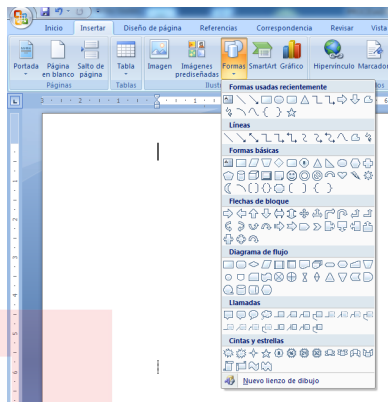 Inicio Insertar Diseño de página Referencias Correspondencia Revisar Vista
Portada Página en blanco Salto de página Tabla Imagen Imágenes prediseñadas Formas SmartArt Gráfico Hipervínculo Marcador
Páginas Tablas Ilust
Formas usadas recientemente
Líneas
Formas básicas
Flechas de bloque
Diagrama de flujo
Llamadas
Cintas y estrellas
Nuevo lienzo de dibujo